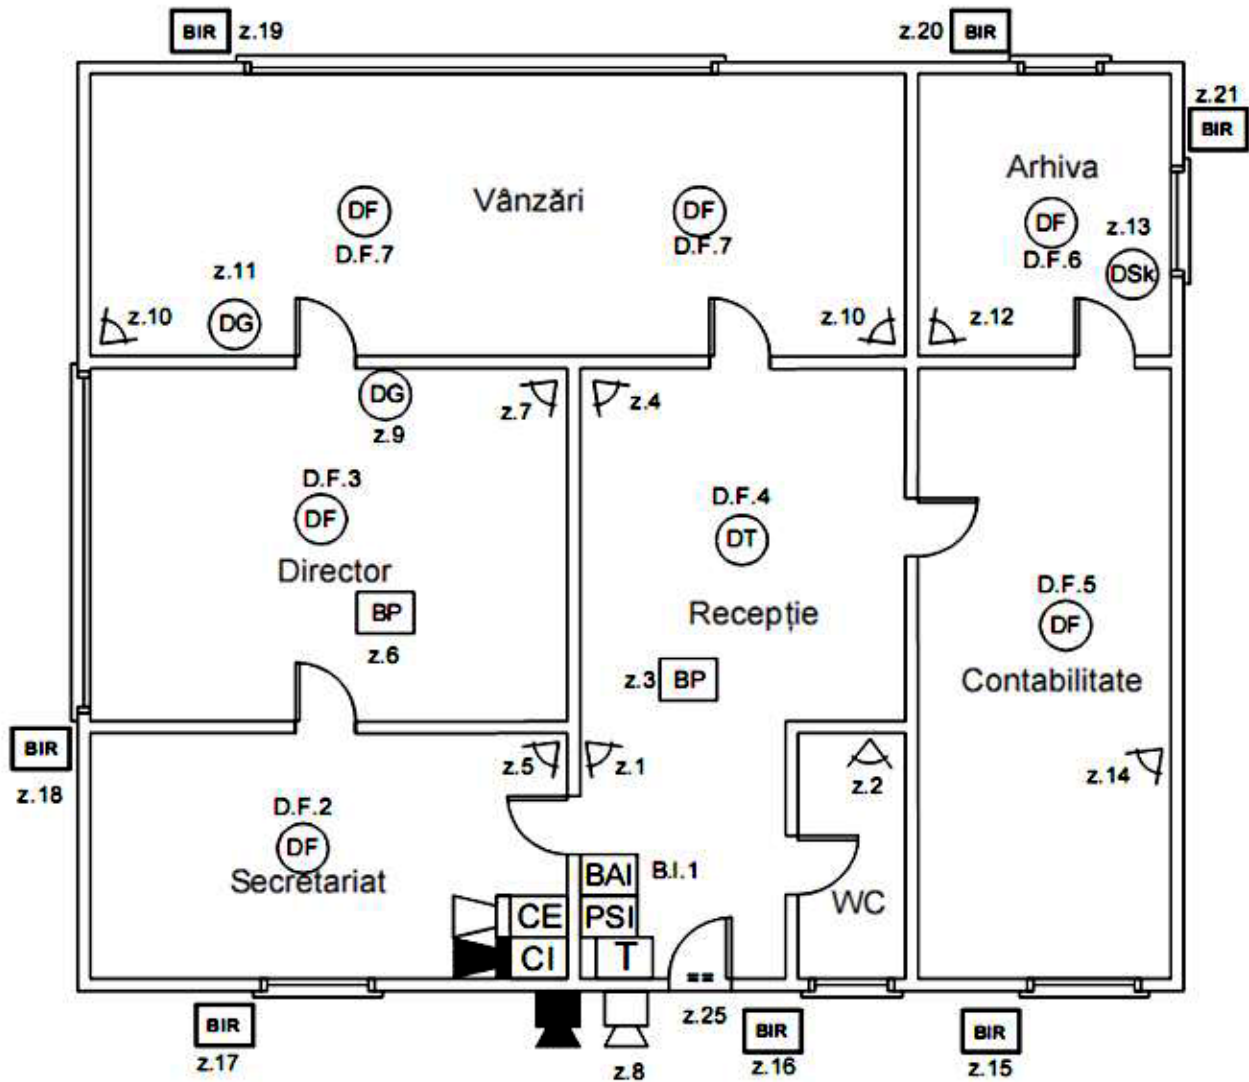 BIR z.19
z.20 BIR
z.21
BIR
Arhiva
Vânzări
DF
D.F.7
DF
D.F.7
DF
D.F.6
z.13
DSk
z.11
DG
z.10
z.10
z.12
DG
z.9
z.7
z.4
D.F.3
DF
Director
BP
z.6
D.F.4
DT
Recepție
z.3 BP
D.F.5
DF
Contabilitate
BIR
z.18
z.5
z.1
z.2
z.14
D.F.2
DF
Secretariat
BAI B.I.1
CE PSI
CI T
WC
BIR
z.17
z.8
z.25
BIR
z.16
BIR
z.15